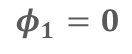 𝝓₁ = 𝟎